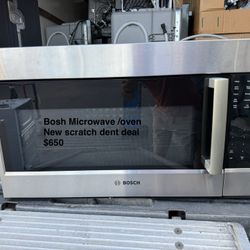 Bosh Microwave /oven
New scratch dent deal
$650
BOSCH